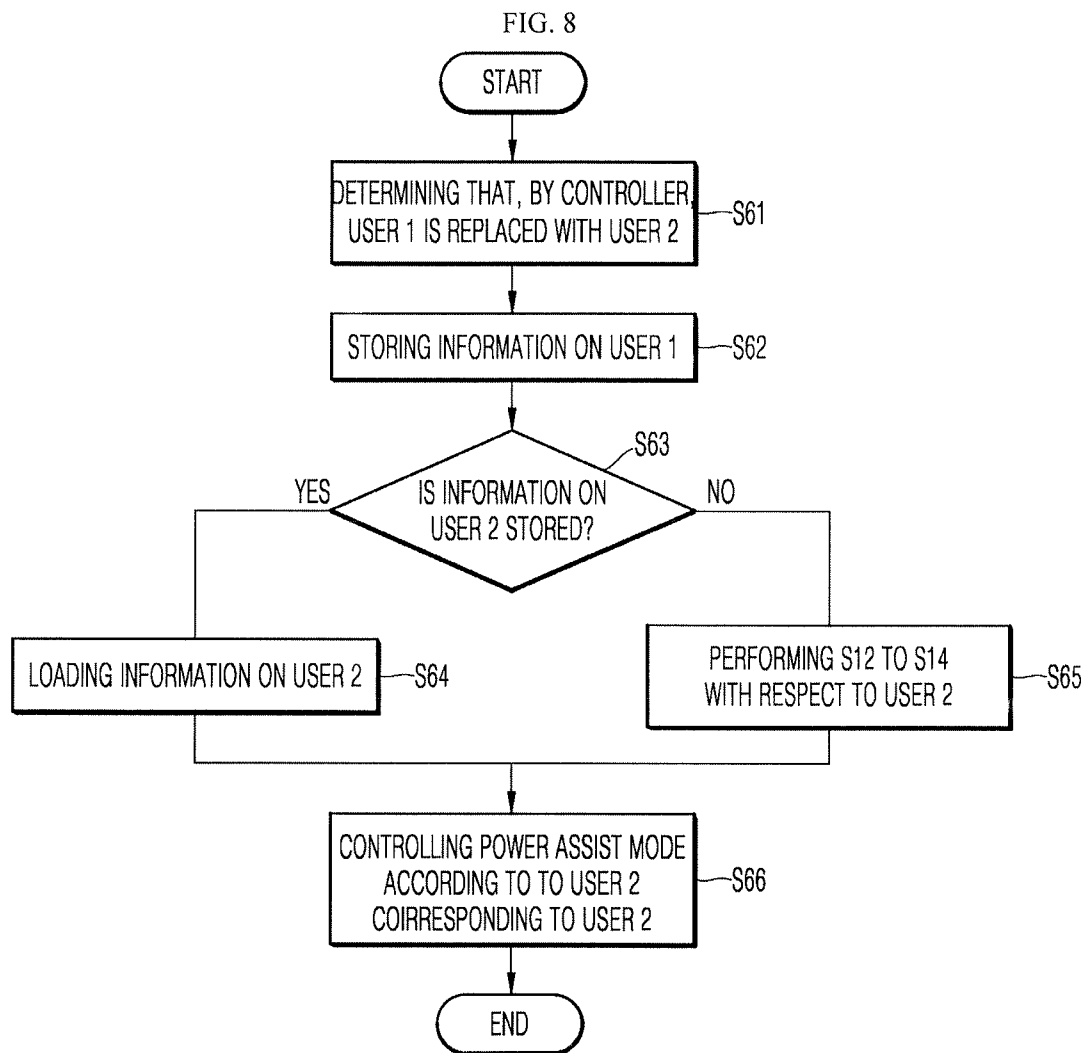 FIG. 8
START
DETERMINING THAT, BY CONTROLLER,
USER 1 IS REPLACED WITH USER 2
S61
STORING INFORMATION ON USER 1
S62
S63
YES
IS INFORMATION ON
USER 2 STORED?
NO
LOADING INFORMATION ON USER 2
S64
PERFORMING S12 TO S14
WITH RESPECT TO USER 2
S65
CONTROLLING POWER ASSIST MODE
ACCORDING TO TO USER 2
COIRRESPONDING TO USER 2
S66
END